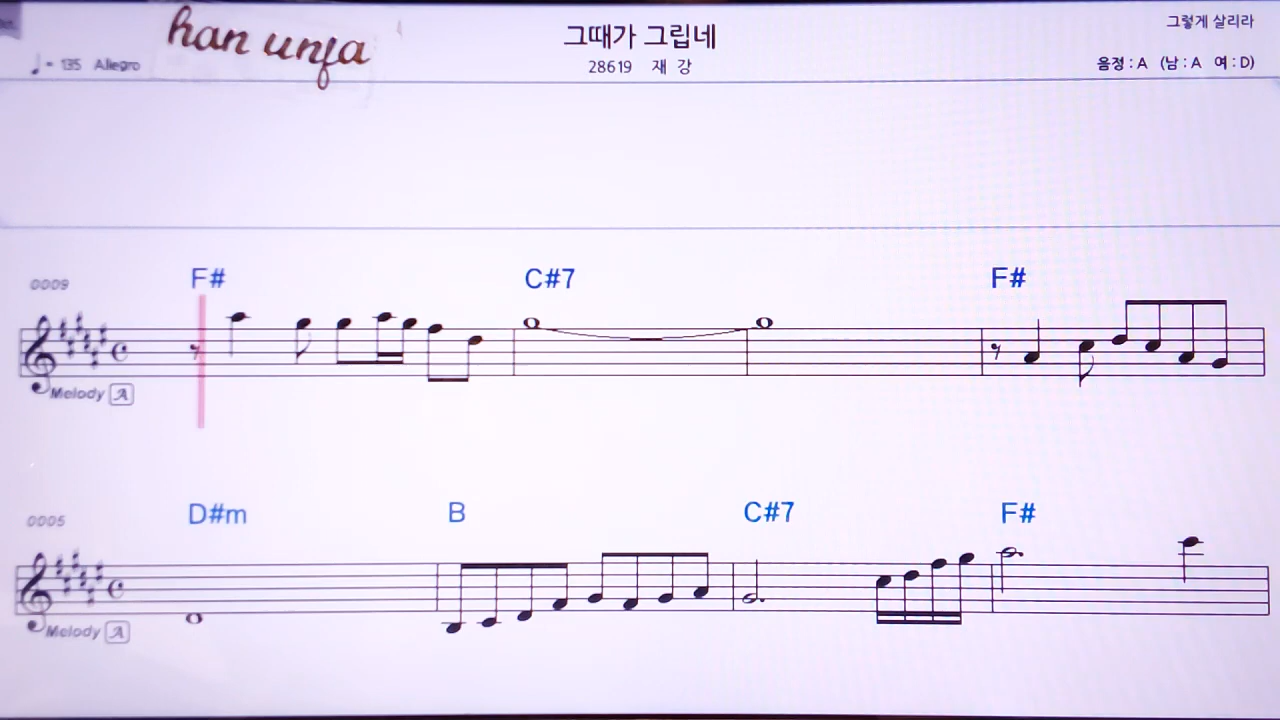 han unfa
그때가 그립네
그렇게 살리라
♩= 135 Allegro
28619 재 강
음정 : A (남 : A 여 : D)
0009 F# C#7 F#
Melody A
0005 D#m B C#7 F#
Melody A